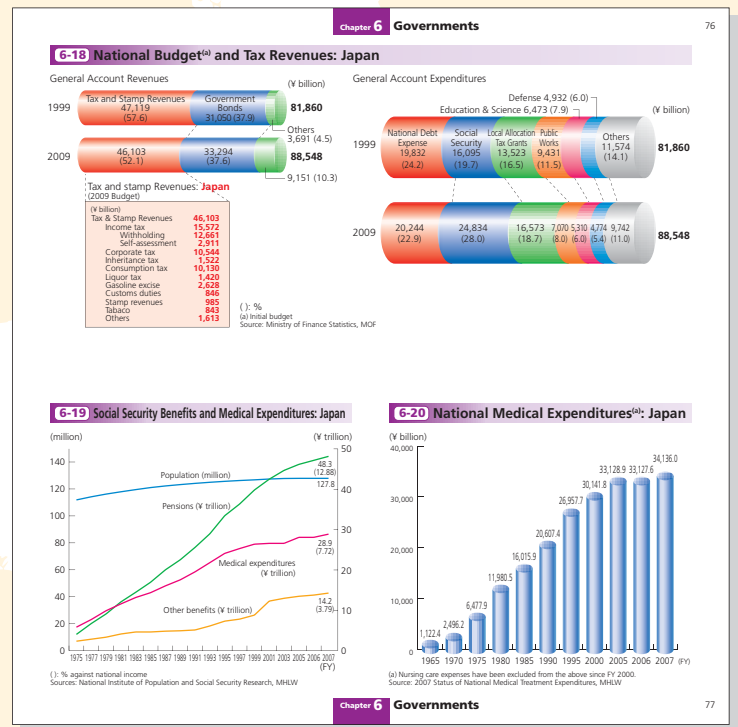 Chapter 6 Governments
76
6-18 National Budget(a) and Tax Revenues: Japan
General Account Revenues
(¥ billion)
1999
Tax and Stamp Revenues
47,119
(57.6)
Government
Bonds
31,050 (37.9)
81,860
Others
3,691 (4.5)
2009
46,103
(52.1)
33,294
(37.6)
88,548
9,151 (10.3)
Tax and stamp Revenues: Japan
(2009 Budget)
(¥ billion)
Tax & Stamp Revenues 46,103
Income tax 15,572
Withholding 12,661
Self-assessment 2,911
Corporate tax 10,544
Inheritance tax 1,522
Consumption tax 10,130
Liquor tax 1,420
Gasoline excise 2,628
Customs duties 846
Stamp revenues 985
Tabaco 843
Others 1,613
( ): %
(a) Initial budget
Source: Ministry of Finance Statistics, MOF
General Account Expenditures
Defense 4,932 (6.0)
Education & Science 6,473 (7.9)
(¥ billion)
1999
National Debt
Expense
19,832
(24.2)
Social
Security
16,095
(19.7)
Local Allocation
Tax Grants
13,523
(16.5)
Public
Works
9,431
(11.5)
Others
11,574
(14.1)
81,860
2009
20,244
(22.9)
24,834
(28.0)
16,573
(18.7)
7,070
(8.0)
5,310
(6.0)
4,774
(5.4)
9,742
(11.0)
88,548
6-19 Social Security Benefits and Medical Expenditures: Japan
(million)
(¥ trillion)
140
120
100
80
60
40
20
0
50
40
30
20
10
0
Population (million)
Pensions (¥ trillion)
Medical expenditures
(¥ trillion)
Other benefits (¥ trillion)
48.3
(12.88)
127.8
28.9
(7.72)
14.2
(3.79)
1975 1977 1979 1981 1983 1985 1987 1989 1991 1993 1995 1997 1999 2001 2003 2005 2006 2007
(FY)
( ): % against national income
Sources: National Institute of Population and Social Security Research, MHLW
6-20 National Medical Expenditures(a): Japan
(¥ billion)
40,000
30,000
20,000
10,000
0
1,122.4
2,496.2
6,477.9
11,980.5
16,015.9
20,607.4
26,957.7
30,141.8
33,128.9
33,127.6
34,136.0
1965 1970 1975 1980 1985 1990 1995 2000 2005 2006 2007 (FY)
(a) Nursing care expenses have been excluded from the above since FY 2000.
Source: 2007 Status of National Medical Treatment Expenditures, MHLW
Chapter 6 Governments
77